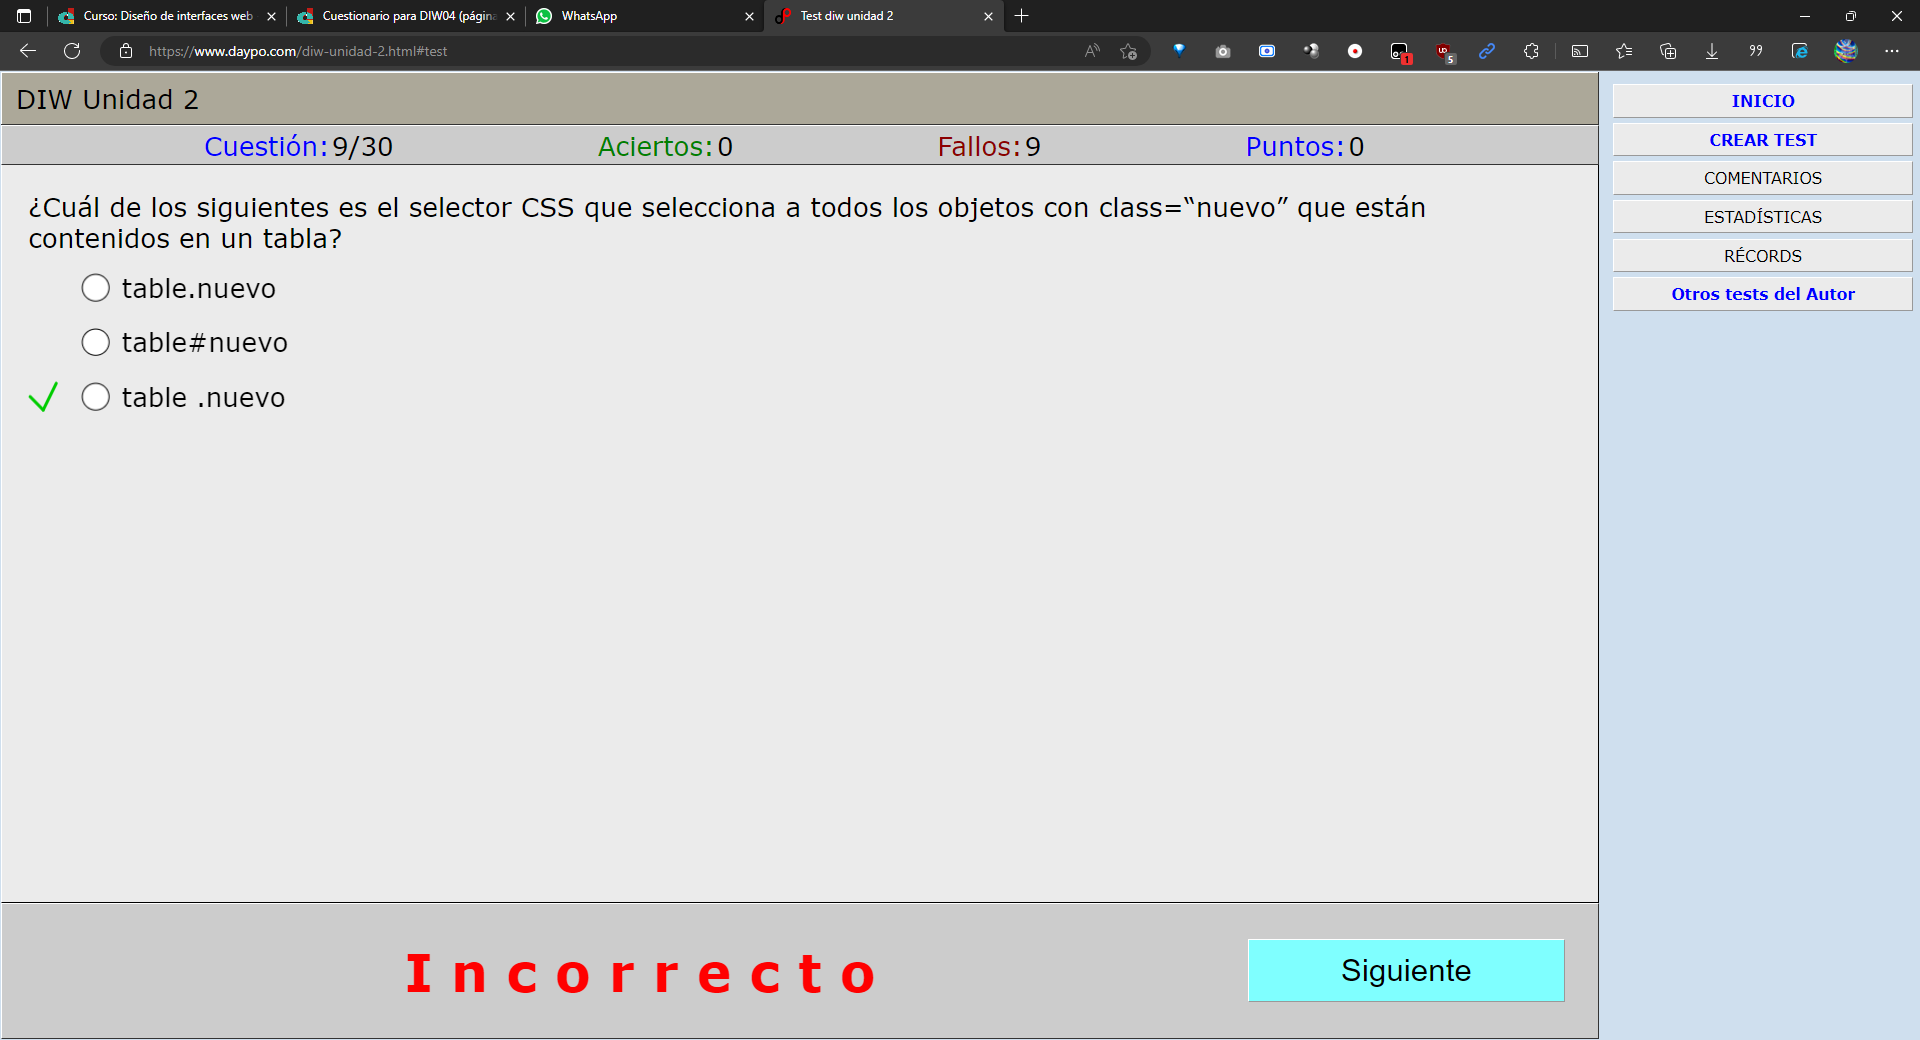 Curso: Diseño de interfaces web
Cuestionario para DIW04 (página
WhatsApp
Test diw unidad 2
https://www.daypo.com/diw-unidad-2.html#test
1
5
DIW Unidad 2
Cuestión: 9/30
Aciertos: 0
Fallos: 9
Puntos: 0
¿Cuál de los siguientes es el selector CSS que selecciona a todos los objetos con class=“nuevo” que están
contenidos en un tabla?
table.nuevo
table#nuevo
table .nuevo
Incorrecto
Siguiente
INICIO
CREAR TEST
COMENTARIOS
ESTADÍSTICAS
RÉCORDS
Otros tests del Autor